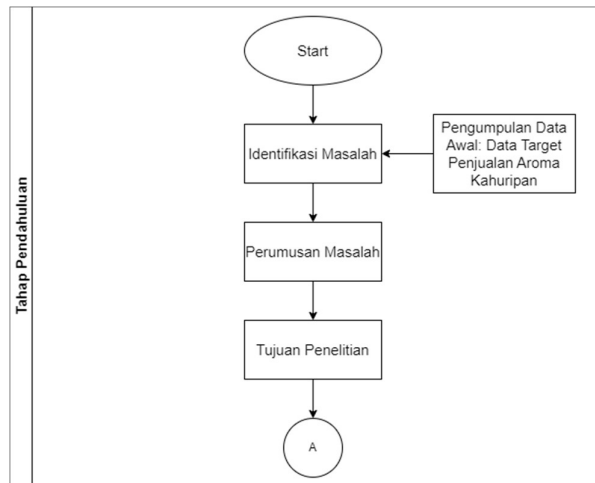 Tahap Pendahuluan
Start
Identifikasi Masalah
Pengumpulan Data
Awal: Data Target
Penjualan Aroma
Kahuripan
Perumusan Masalah
Tujuan Penelitian
A